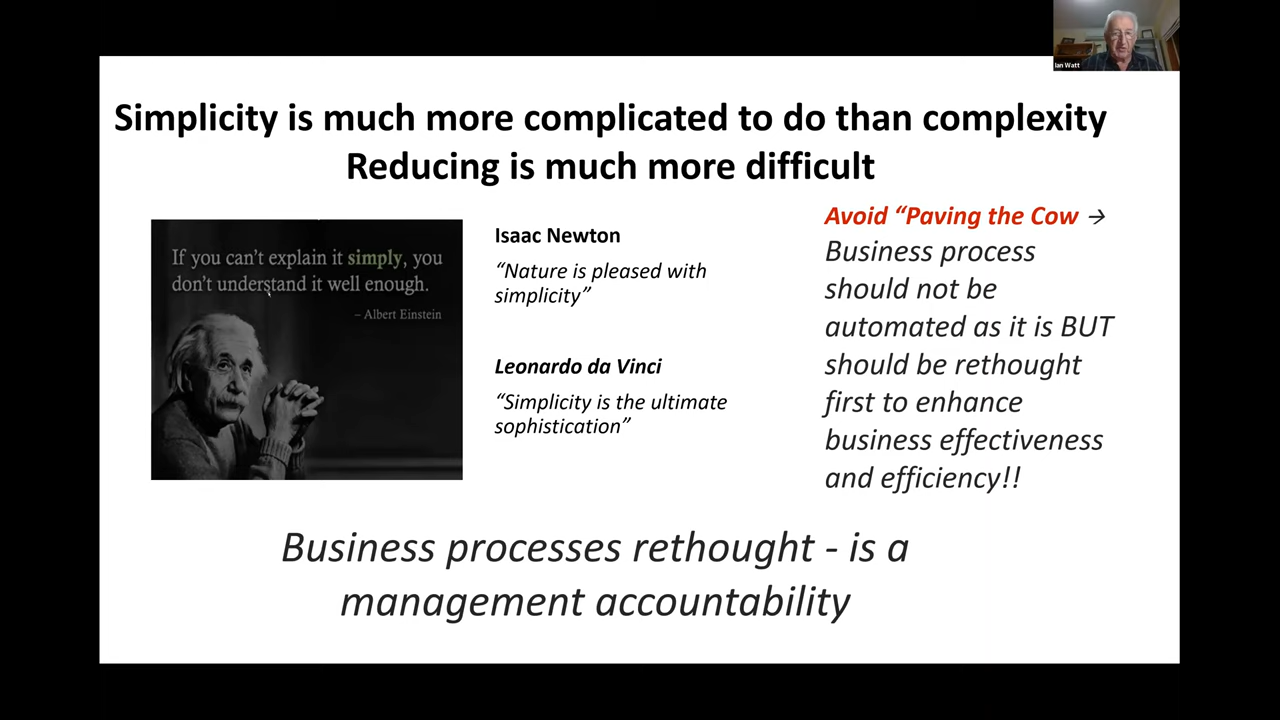 Ian Watt
Simplicity is much more complicated to do than complexity
Reducing is much more difficult
If you can't explain it simply, you
don't understand it well enough.
– Albert Einstein
Isaac Newton
“Nature is pleased with
simplicity”
Leonardo da Vinci
“Simplicity is the ultimate
sophistication”
Avoid “Paving the Cow →
Business process
should not be
automated as it is BUT
should be rethought
first to enhance
business effectiveness
and efficiency!!
Business processes rethought - is a
management accountability